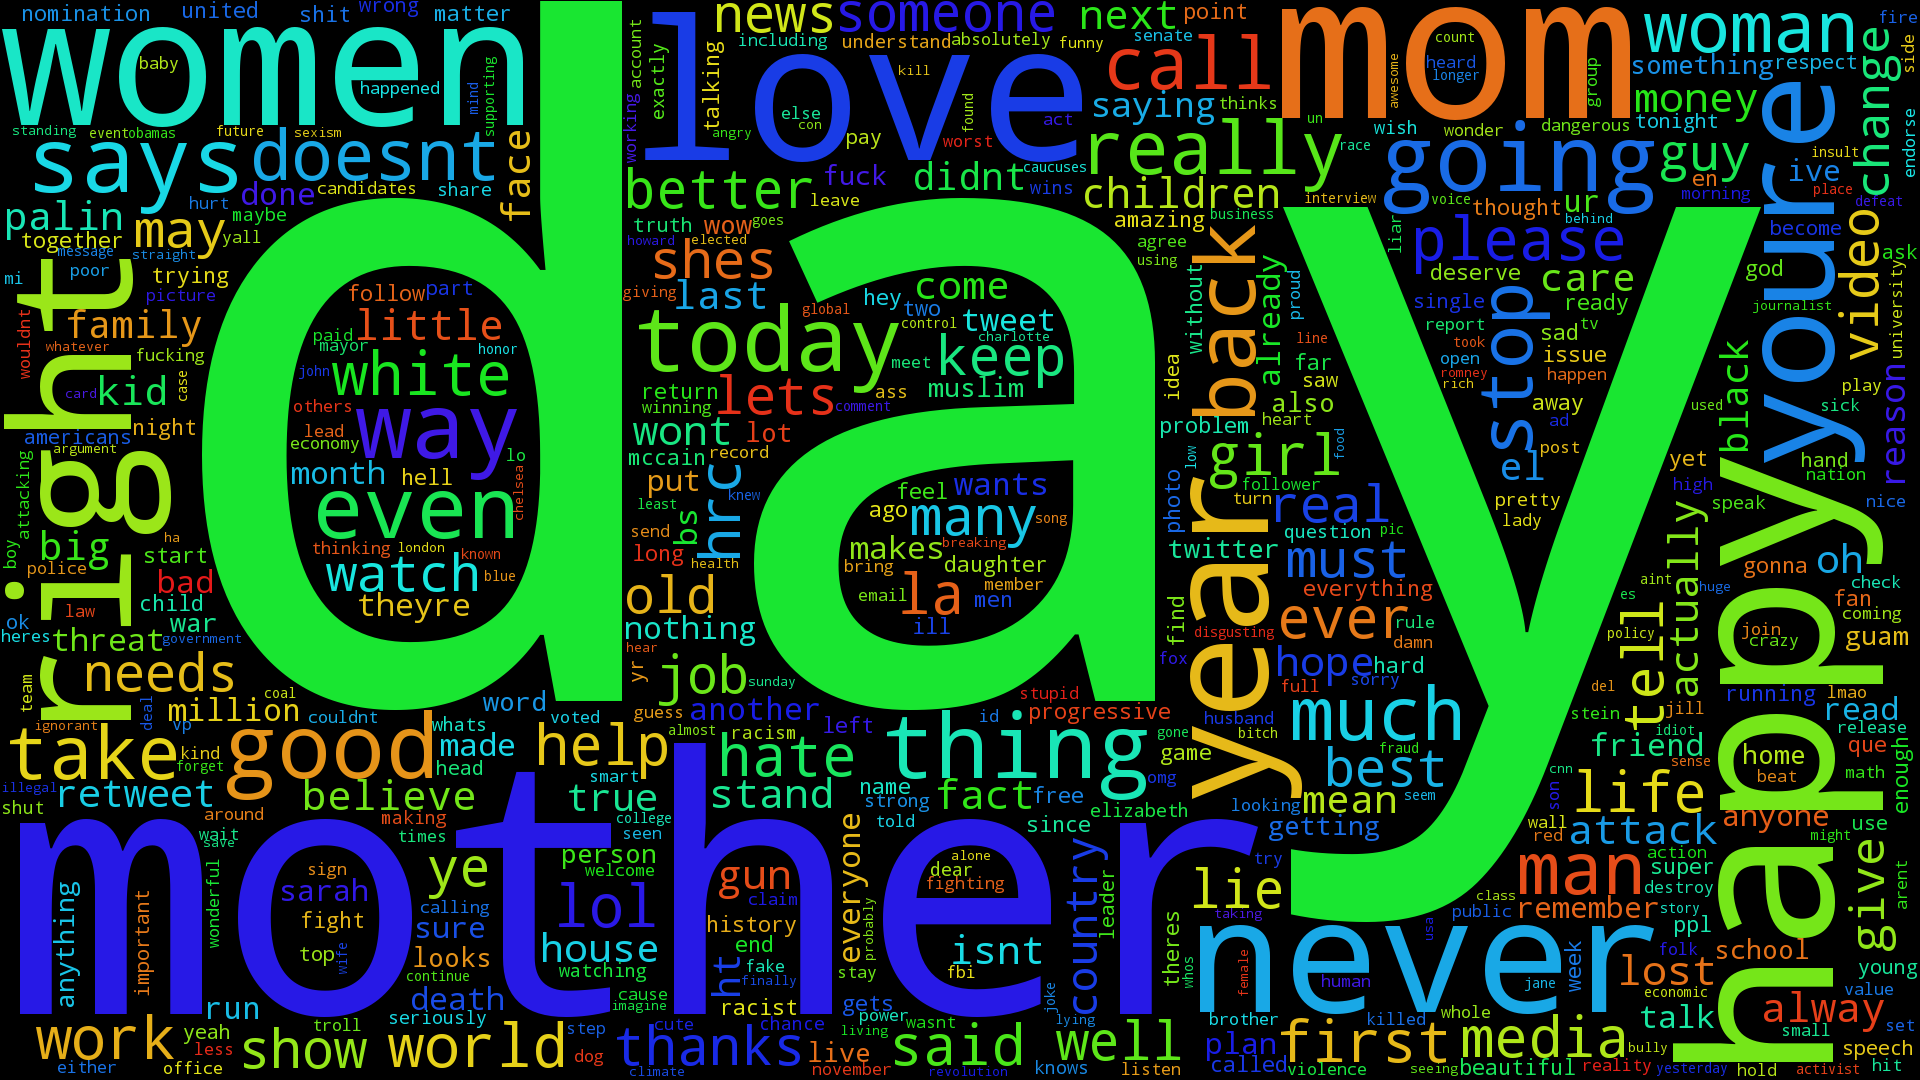 nomination united shit wrong matter
women
baby happened mind supporting
standing event obamas future sexism
says doesnt face
done candidates share
palin hurt maybe
together may yall
message straight
mi poor trying
picture
right
wouldnt family
whatever fucking
kid case
card
americans night
argument
attacking
boy big ha start
police bad
law child
ok war
heres threat government
needs
team million coal
ignorant deal vp
day
follow part
paid little
mayor honor
white
john
others way
lead
economy lo
month hell chelsea
even
thinking london known
watch blue
theyre
love
news someone next point
including understand absolutely funny senate
account exactly talking kill
working else con found
angry pay worst act
better fuck didnt caucuses
leave wins
truth wow goes
howard elected
shes
giving last
today
global hey two come
control tweet
charlotte
meet keep
return lets ass muslim
winning comment
wont lot
mccain record
put hrc knew
least bs
send
long health
old
nothing
hear
yr job sunday
guess another left
feel wants
ago many song
makes breaking
bring daughter
email la member
men
ill
call
saying thinks
really un race
children
amazing business
agree
using
interview voice
mom
count
heard
longer
awesome group
woman
something respect
money
tonight
fire
side
change
endorse
wish wonder dangerous
going guy insult
en ive place
thought ur morning defeat
behind become
liar please
deserve care god ask
single ready journalist
report sad tv
took
open issue
romney rich happen
stop away used
ad
post
el
pretty
lady
youre
video
university
play
sick
black reason
yet hand
nation
high speak nice
without already proud
idea back line
far
saw
also
heart
problem
low girl food
follower
photo turn real
question pic
twitter must
everything
find disgusting ever rule
damn
fox hope hard
full sorry
year
husband much
bitch
game fraud
best
looking mean seem
getting
try
actually
gonna oh
check
aint fan
es huge coming
policy join guam
crazy
tell
del running lmao
stein jill read
idiot release
friend que
sense home math
cnn beat enough
son life
wall anyone
red attack might use
happy
word couldnt whats voted
take good made help
kind head
forget
illegal retweet believe smart true
shut around making college
times seen
wait
save
almost racism hate
stand
id stupid progressive
thing gone
omg
name fact free
strong elizabeth
told since
mother
wonderful
anything important
sign
sarah
fight
top wife
ye person
welcome
calling lol
sure
looks house
continue watching
death cause
imagine
seriously
gun claim
history everyone
end probably
ht fake
finally stay
racist
alone
dear
fighting
isnt
fbi
country leader
joke
gets
power wasnt lying
lie
taking
theres
whos
never
female human usa jane week
class public
man action
super
destroy
remember story
ppl
folk school
lost
economic alway
give arent
young
value
small set
work run
yeah less
either office
show troll
world step dog
thanks cute chance
climate
live living
november said
revolution well
knows listen
brother plan
called
first killed whole
violence seeing media bully
beautiful reality talk
yesterday hold
activist speech
hit